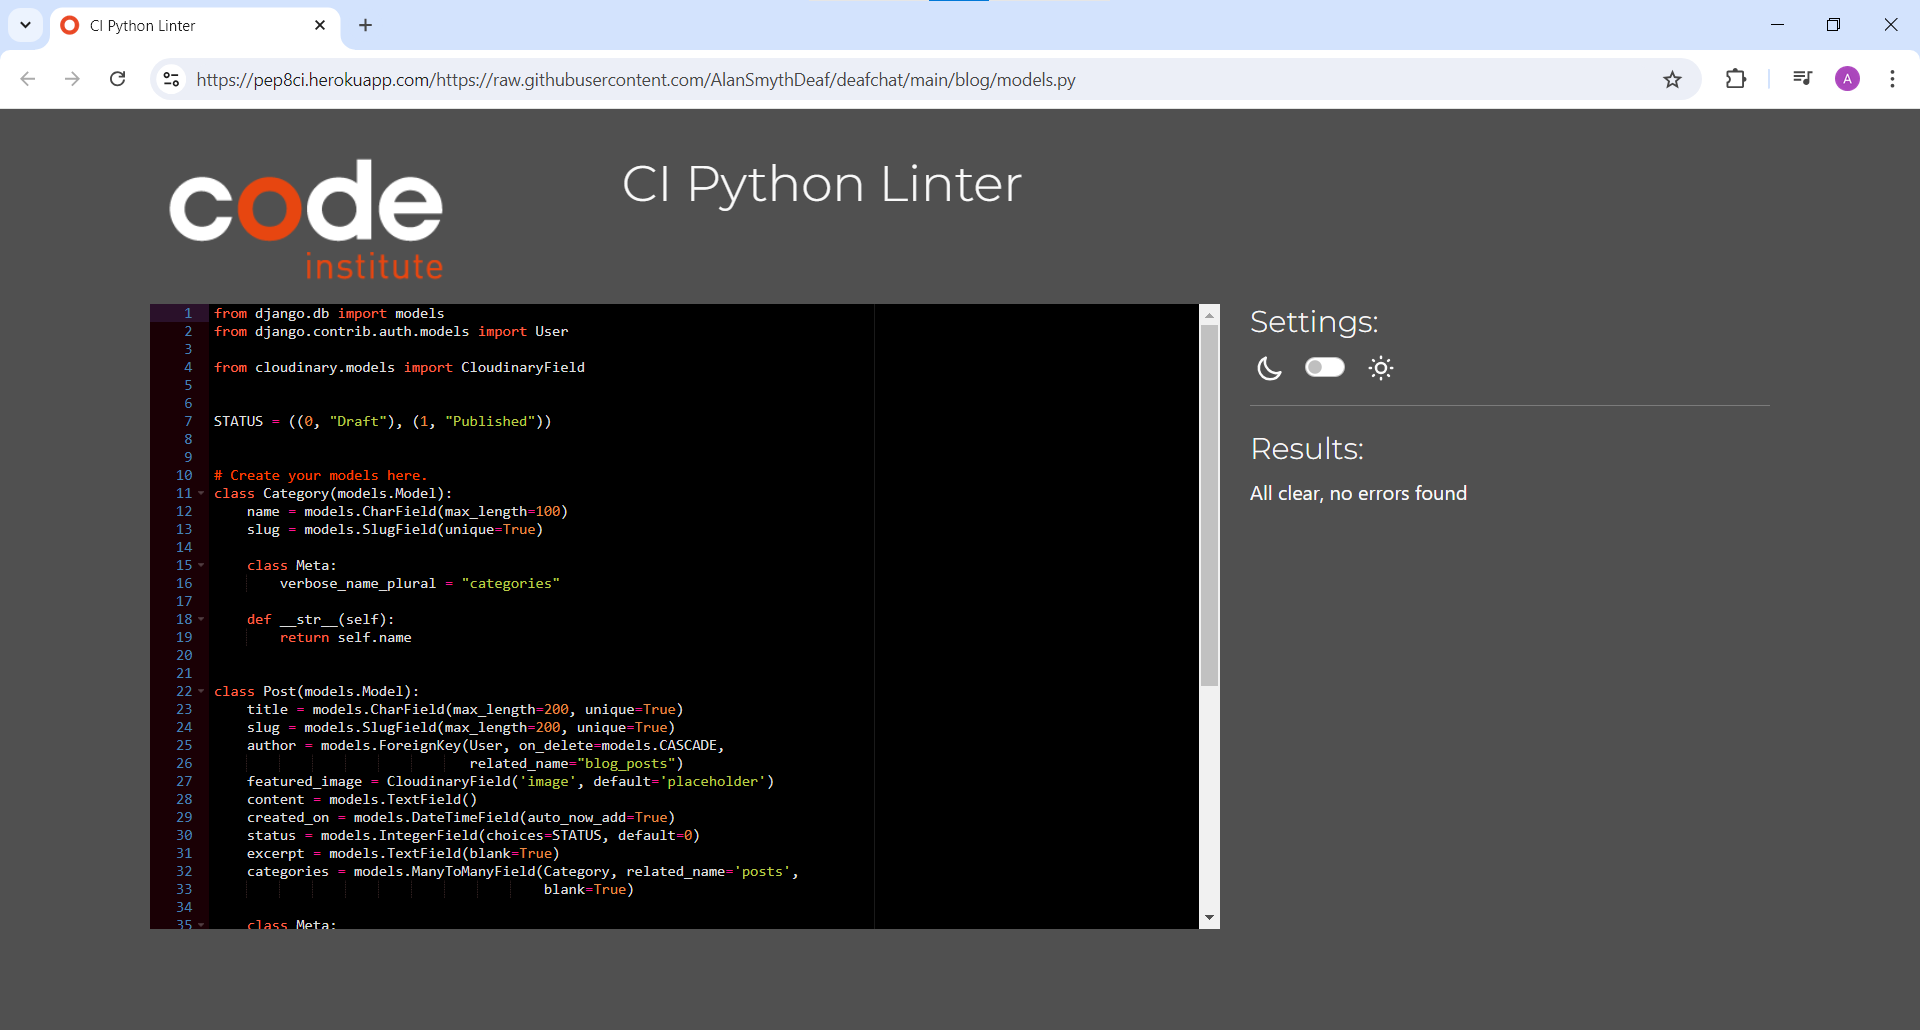 CI Python Linter
https://pep8ci.herokuapp.com/https://raw.githubusercontent.com/AlanSmythDeaf/deafchat/main/blog/models.py
A
code
institute
CI Python Linter
1 from django.db import models
2 from django.contrib.auth.models import User
3
4 from cloudinary.models import CloudinaryField
5
6
7 STATUS = ((0, "Draft"), (1, "Published"))
8
9
10 # Create your models here.
11 class Category(models.Model):
12     name = models.CharField(max_length=100)
13     slug = models.SlugField(unique=True)
14
15     class Meta:
16         verbose_name_plural = "categories"
17
18     def __str__(self):
19         return self.name
20
21
22 class Post(models.Model):
23     title = models.CharField(max_length=200, unique=True)
24     slug = models.SlugField(max_length=200, unique=True)
25     author = models.ForeignKey(User, on_delete=models.CASCADE,
26                                related_name="blog_posts")
27     featured_image = CloudinaryField('image', default='placeholder')
28     content = models.TextField()
29     created_on = models.DateTimeField(auto_now_add=True)
30     status = models.IntegerField(choices=STATUS, default=0)
31     excerpt = models.TextField(blank=True)
32     categories = models.ManyToManyField(Category, related_name='posts',
33                                         blank=True)
34
35     class Meta:
Settings:
Results:
All clear, no errors found